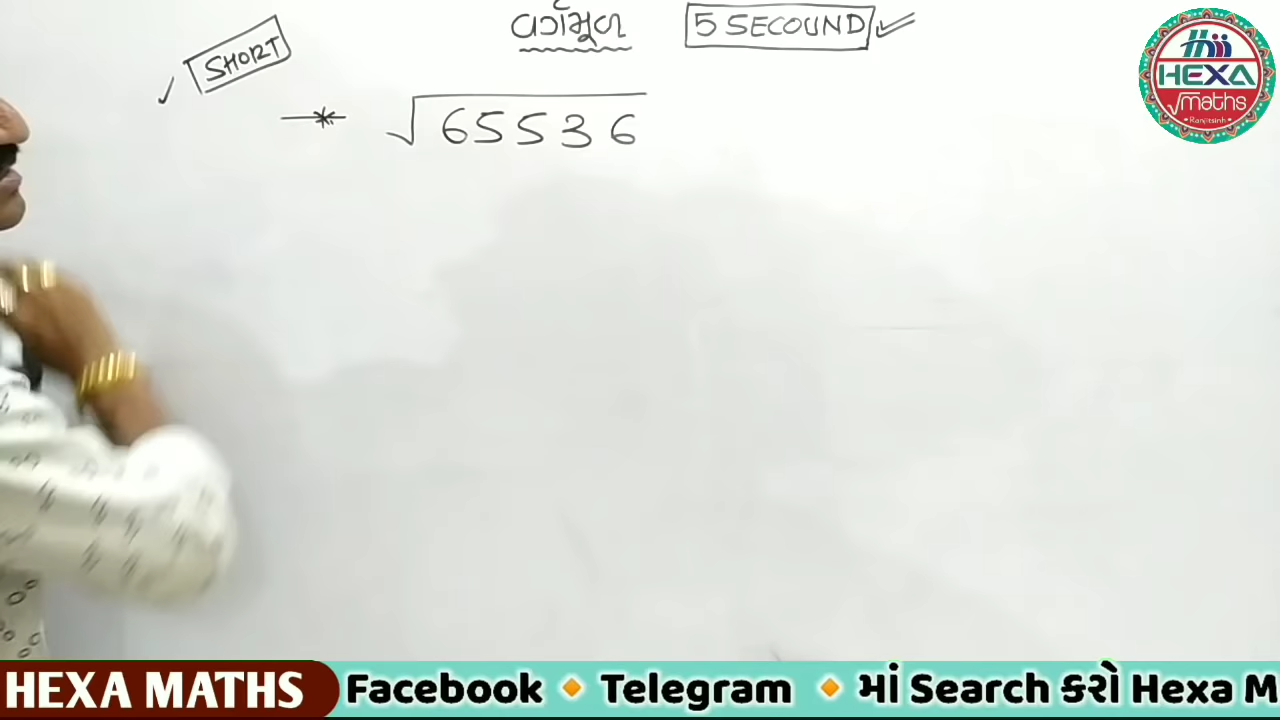 વર્ગમૂળ 5 SECOUND
SHORT
√65536
HEXA
√maths
Ranjitsinh
HEXA MATHS Facebook 🔸 Telegram 🔸 માં Search કરો Hexa M